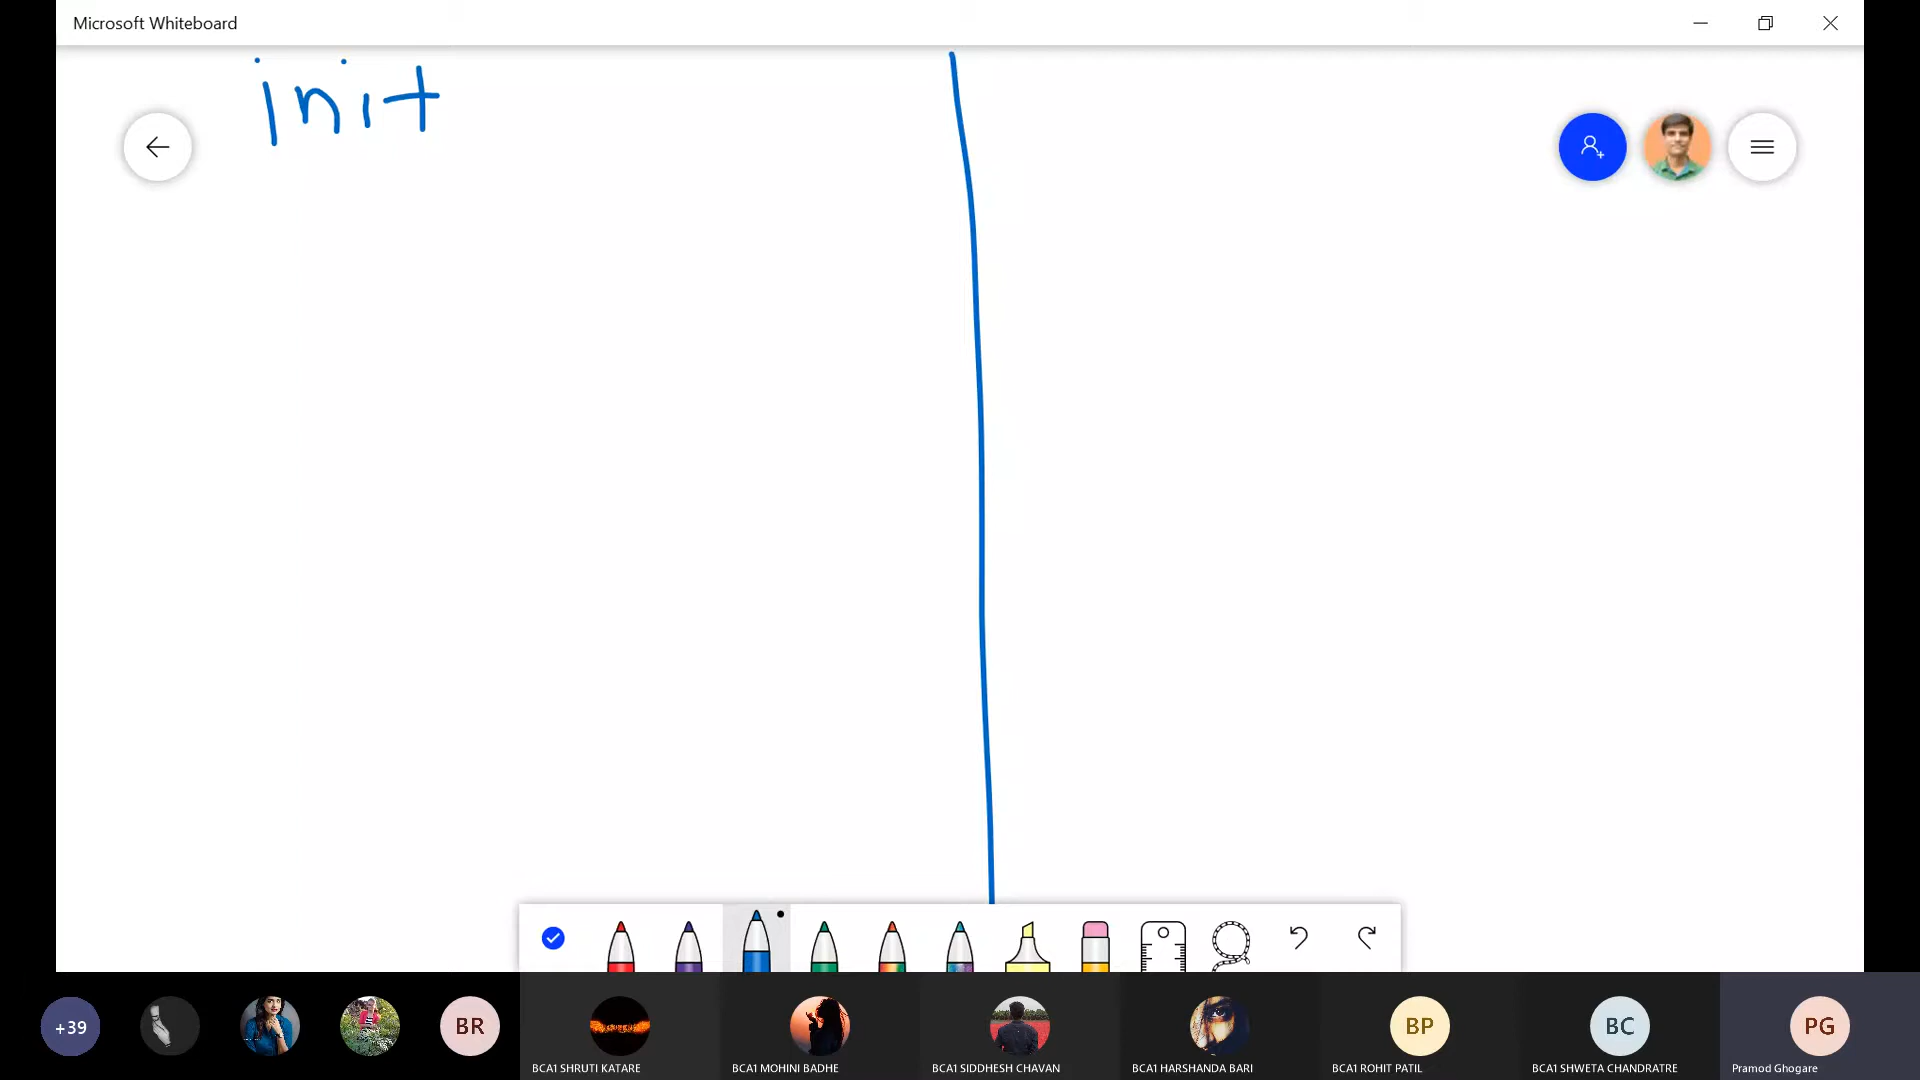 Microsoft Whiteboard
init
+39
BR
BP
BC
PG
BCA1 SHRUTI KATARE
BCA1 MOHINI BADHE
BCA1 SIDDHESH CHAVAN
BCA1 HARSHANDA BARI
BCA1 ROHIT PATIL
BCA1 SHWETA CHANDRATRE
Pramod Ghogare